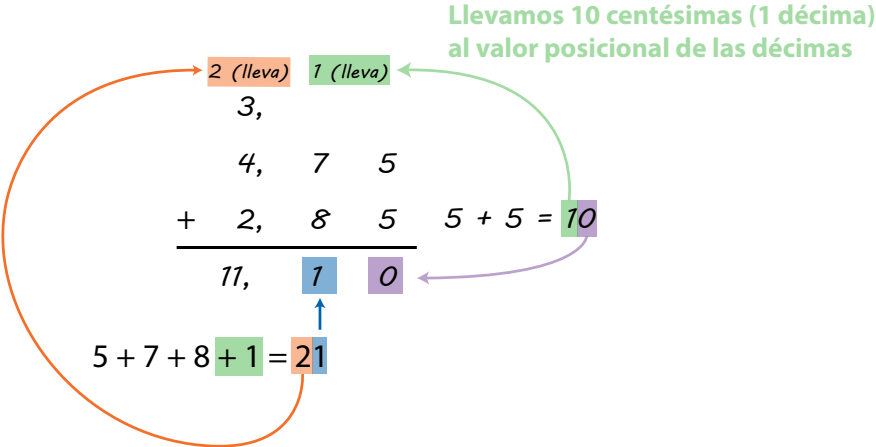 Llevamos 10 centésimas (1 décima)
al valor posicional de las décimas
2 (lleva) 1 (lleva)
3,
4, 7 5
+ 2, 8 5 5 + 5 = 10
11, 1 0
5 + 7 + 8 + 1 = 21